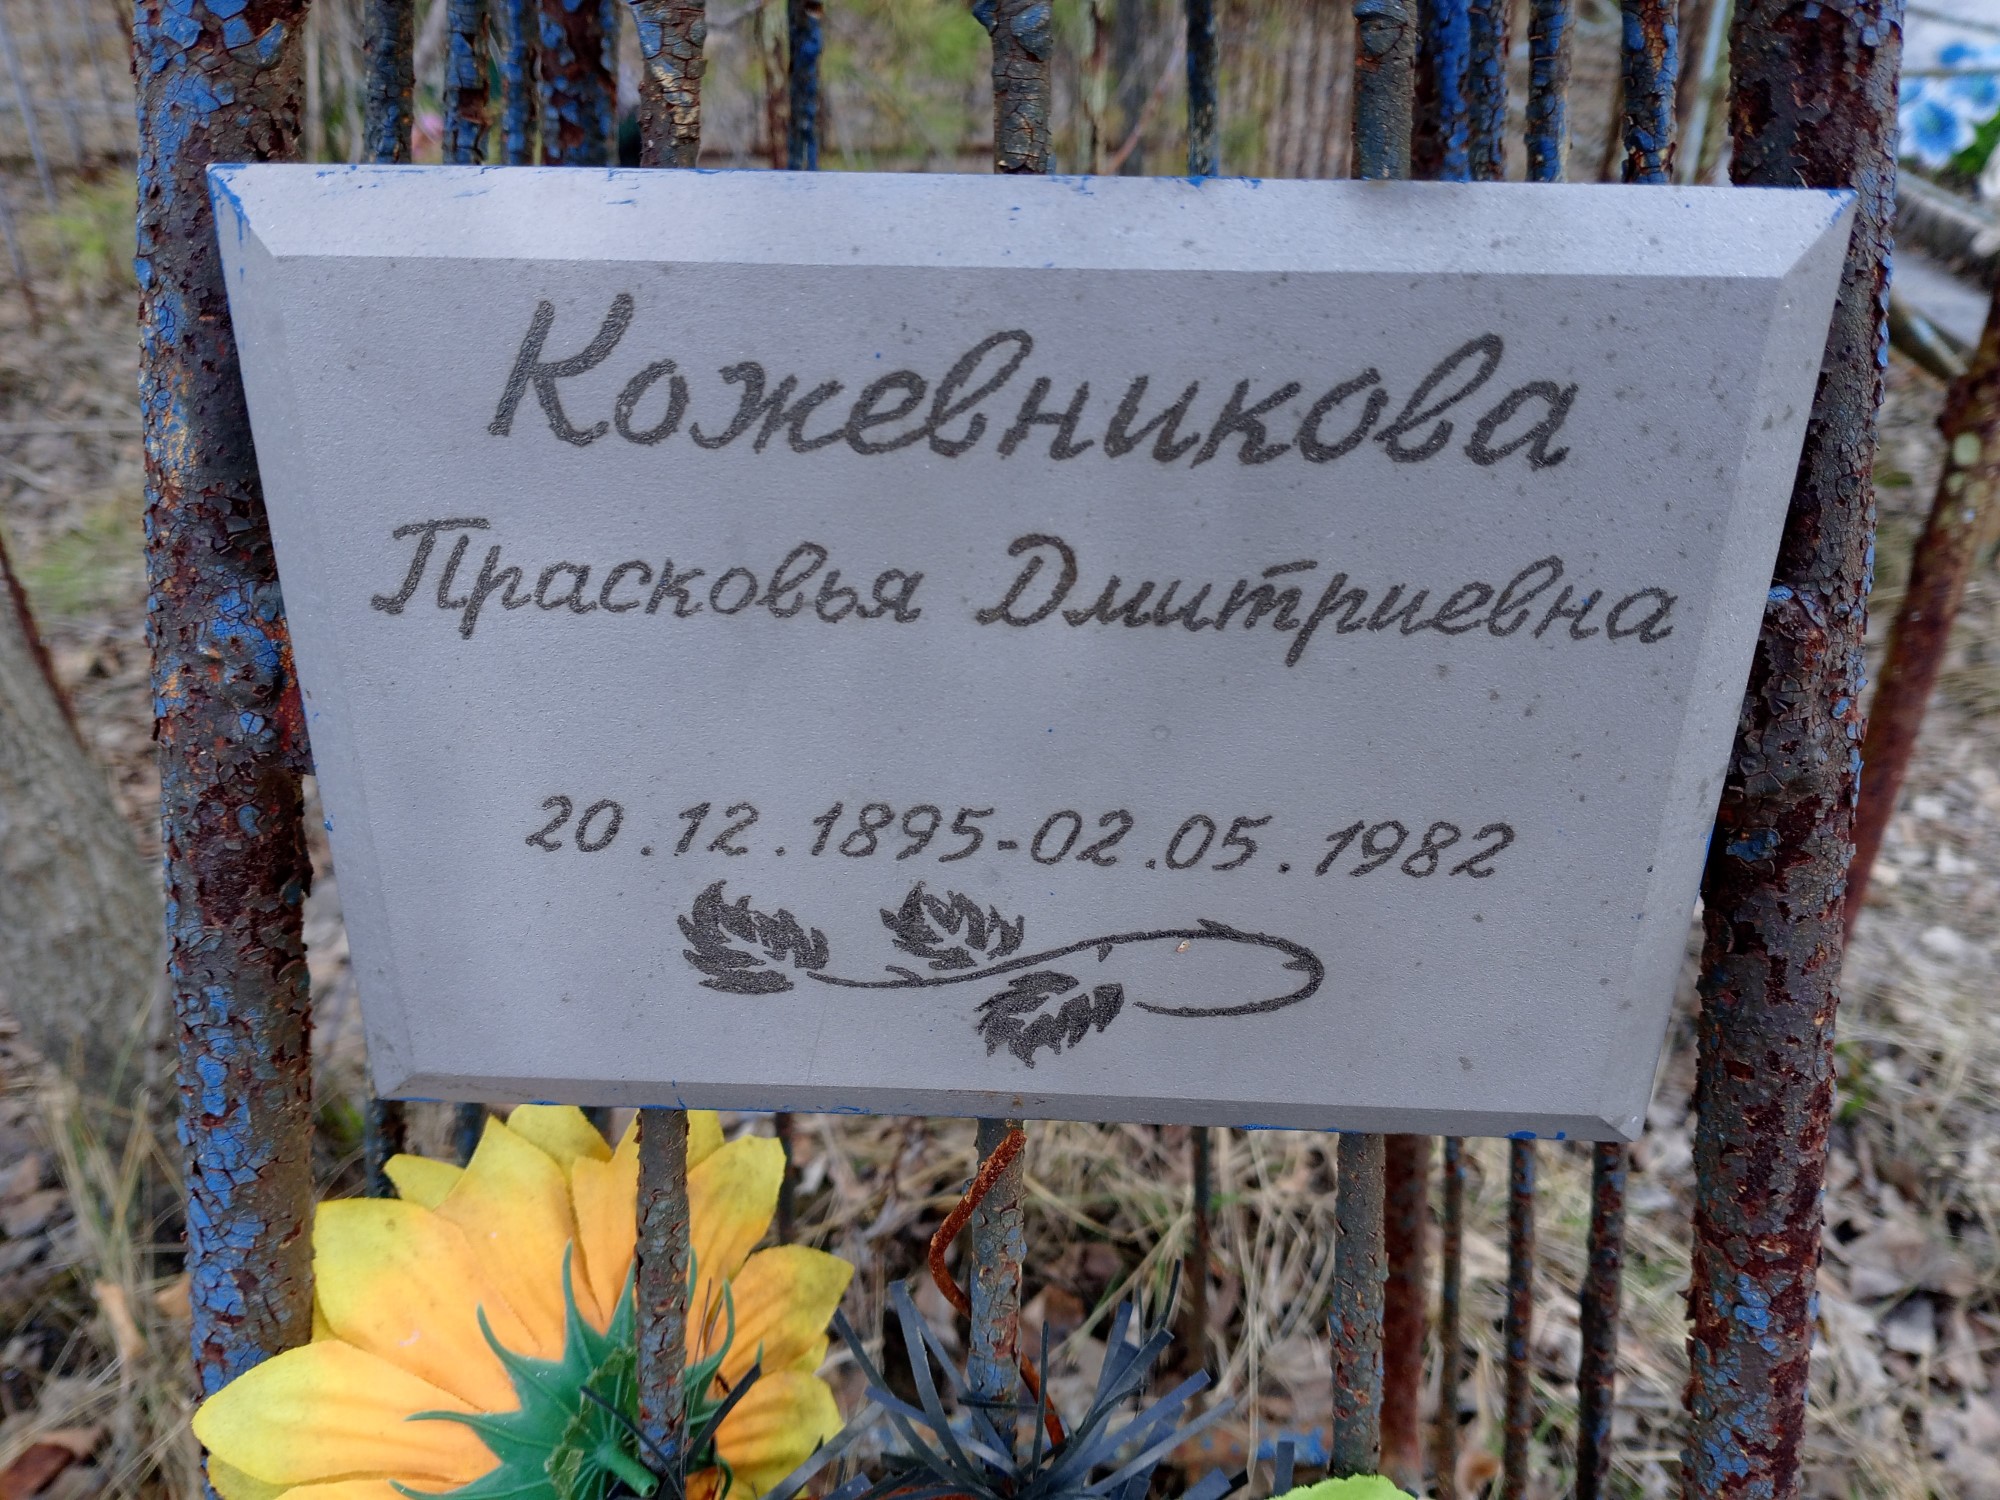 Кожевникова
Прасковья Дмитриевна
20.12.1895-02.05.1982